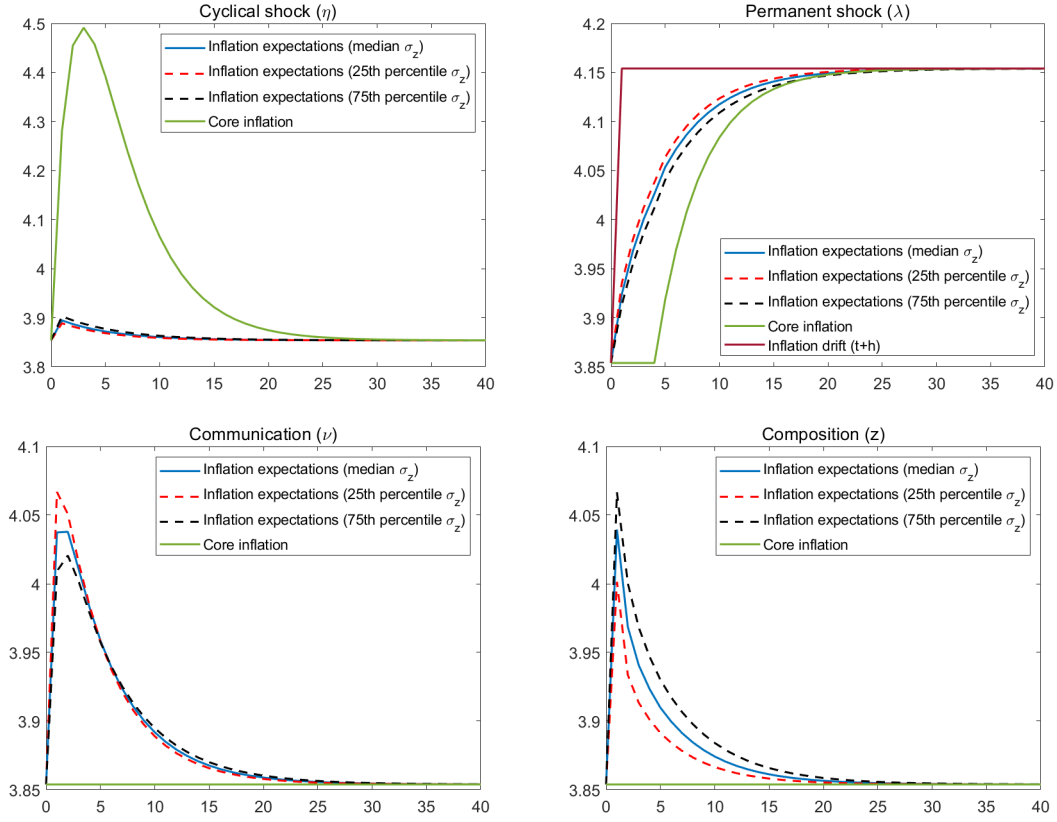 Cyclical shock (η)
4.5
4.4
4.3
4.2
4.1
4
3.9
3.8
0 5 10 15 20 25 30 35 40
Inflation expectations (median σz)
Inflation expectations (25th percentile σz)
Inflation expectations (75th percentile σz)
Core inflation
Permanent shock (λ)
4.2
4.15
4.1
4.05
4
3.95
3.9
3.85
0 5 10 15 20 25 30 35 40
Inflation expectations (median σz)
Inflation expectations (25th percentile σz)
Inflation expectations (75th percentile σz)
Core inflation
Inflation drift (t+h)
Communication (ν)
4.1
4.05
4
3.95
3.9
3.85
0 5 10 15 20 25 30 35 40
Inflation expectations (median σz)
Inflation expectations (25th percentile σz)
Inflation expectations (75th percentile σz)
Core inflation
Composition (z)
4.1
4.05
4
3.95
3.9
3.85
0 5 10 15 20 25 30 35 40
Inflation expectations (median σz)
Inflation expectations (25th percentile σz)
Inflation expectations (75th percentile σz)
Core inflation